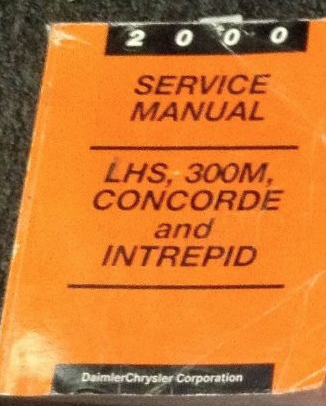 2000
SERVICE
MANUAL
LHS, 300M,
CONCORDE
and
INTREPID
DaimlerChrysler Corporation